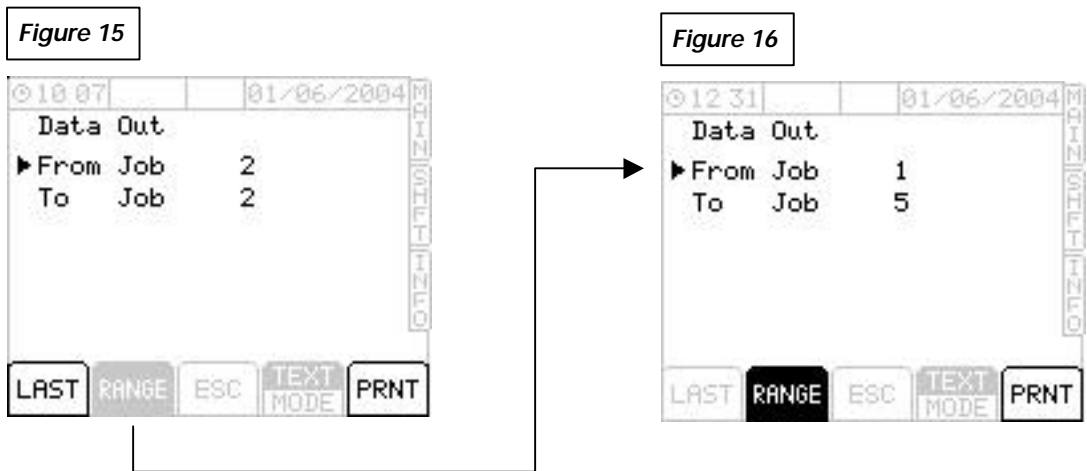 Figure 15
10 07 01/06/2004
Data Out
From Job 2
To Job 2
MAIN
SHFT
INFO
LAST RANGE ESC TEXT MODE PRNT
Figure 16
12 31 01/06/2004
Data Out
From Job 1
To Job 5
MAIN
SHFT
INFO
LAST RANGE ESC TEXT MODE PRNT